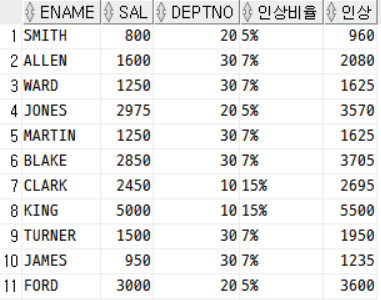 ENAME SAL DEPTNO 인상비율 인상
1 SMITH 800 20 5% 960
2 ALLEN 1600 30 7% 2080
3 WARD 1250 30 7% 1625
4 JONES 2975 20 5% 3570
5 MARTIN 1250 30 7% 1625
6 BLAKE 2850 30 7% 3705
7 CLARK 2450 10 15% 2695
8 KING 5000 10 15% 5500
9 TURNER 1500 30 7% 1950
10 JAMES 950 30 7% 1235
11 FORD 3000 20 5% 3600